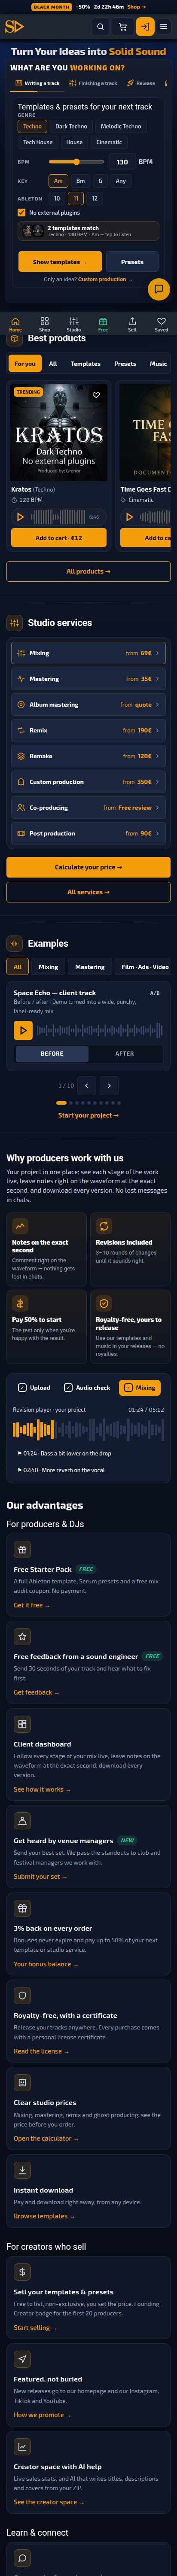 BLACK MONTH −50% · 2d 22h 46m Shop →
Turn Your Ideas into Solid Sound
WHAT ARE YOU WORKING ON?
Writing a track Finishing a track Release
Templates & presets for your next track
GENRE
Techno Dark Techno Melodic Techno
Tech House House Cinematic
BPM 130 BPM
KEY Am Bm G Any
ABLETON 10 11 12
No external plugins
2 templates match
Techno · 130 BPM · Am — tap to listen
Show templates → Presets
Only an idea? Custom production →
Home Shop Studio Free Sell Saved
Best products
For you All Templates Presets Music
TRENDING
KRATOS
Dark Techno
No external plugins
Kratos (Techno)
128 BPM
Add to cart · €12
TIME GO
FAS
DOCUMENTA
Time Goes Fast D
Cinematic
Add to ca
All products →
Studio services
Mixing from 69€
Mastering from 35€
Album mastering from quote
Remix from 190€
Remake from 120€
Custom production from 350€
Co-producing from Free review
Post production from 90€
Calculate your price →
All services →
Examples
All Mixing Mastering Film · Ads · Video
Space Echo — client track A/B
Before / after · Demo turned into a wide, punchy,
label-ready mix
BEFORE AFTER
1 / 10
Start your project →
Why producers work with us
Your project in one place: see each stage of the work
live, leave notes right on the waveform at the exact
second, and download every version. No lost messages
in chats.
Notes on the exact
second
Comment right on the
waveform — nothing gets
lost in chats.
Revisions included
3–10 rounds of changes
until it sounds right.
Pay 50% to start
The rest only when you're
happy with the result.
Royalty-free, yours to
release
Use our templates and
music in your releases — no
royalties.
Upload Audio check Mixing
Revision player · your project 01:24 / 05:12
01:24 · Bass a bit lower on the drop
02:40 · More reverb on the vocal
Our advantages
For producers & DJs
Free Starter Pack FREE
A full Ableton template, Serum presets and a free mix
audit coupon. No payment.
Get it free →
Free feedback from a sound engineer FREE
Send 30 seconds of your track and hear what to fix
first.
Get feedback →
Client dashboard
Follow every stage of your mix live, leave notes on the
waveform at the exact second, download every
version.
See how it works →
Get heard by venue managers NEW
Send your best set. We pass the standouts to club and
festival managers we work with.
Submit your set →
3% back on every order
Bonuses never expire and pay up to 50% of your next
template or studio service.
Your bonus balance →
Royalty-free, with a certificate
Release your tracks anywhere. Every purchase comes
with a personal license certificate.
Read the license →
Clear studio prices
Mixing, mastering, remix and ghost producing: see the
price before you order.
Open the calculator →
Instant download
Pay and download right away, from any device.
Browse templates →
For creators who sell
Sell your templates & presets
Free to list, non-exclusive, you set the price. Founding
Creator badge for the first 20 producers.
Start selling →
Featured, not buried
New releases go to our homepage and our Instagram,
TikTok and YouTube.
How we promote →
Creator space with AI help
Live sales stats, and AI that writes titles, descriptions
and covers from your ZIP.
See the creator space →
Learn & connect